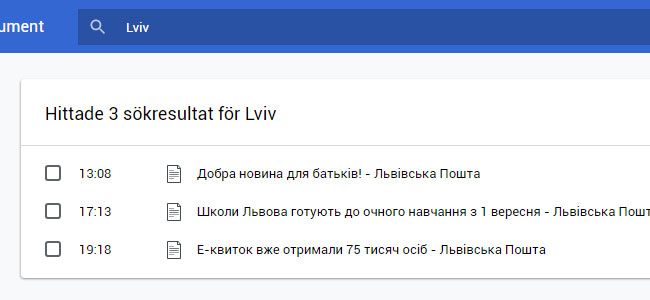 ument
Lviv
Hittade 3 sökresultat för Lviv
13:08 Добра новина для батьків! - Львівська Пошта
17:13 Школи Львова готують до очного навчання з 1 вересня - Львівська Пошт
19:18 Е-квиток вже отримали 75 тисяч осіб - Львівська Пошта